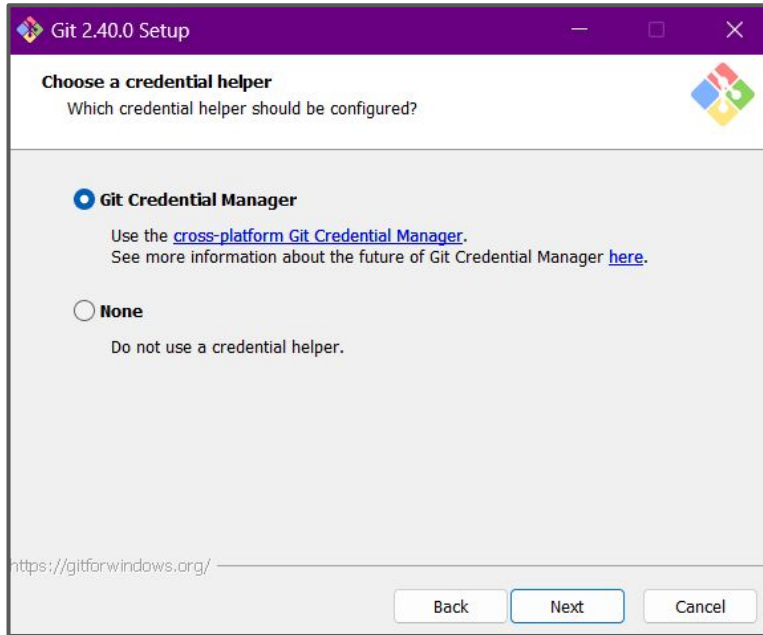 Git 2.40.0 Setup
Choose a credential helper
Which credential helper should be configured?
Git Credential Manager
Use the cross-platform Git Credential Manager.
See more information about the future of Git Credential Manager here.
None
Do not use a credential helper.
https://gitforwindows.org/
Back Next Cancel